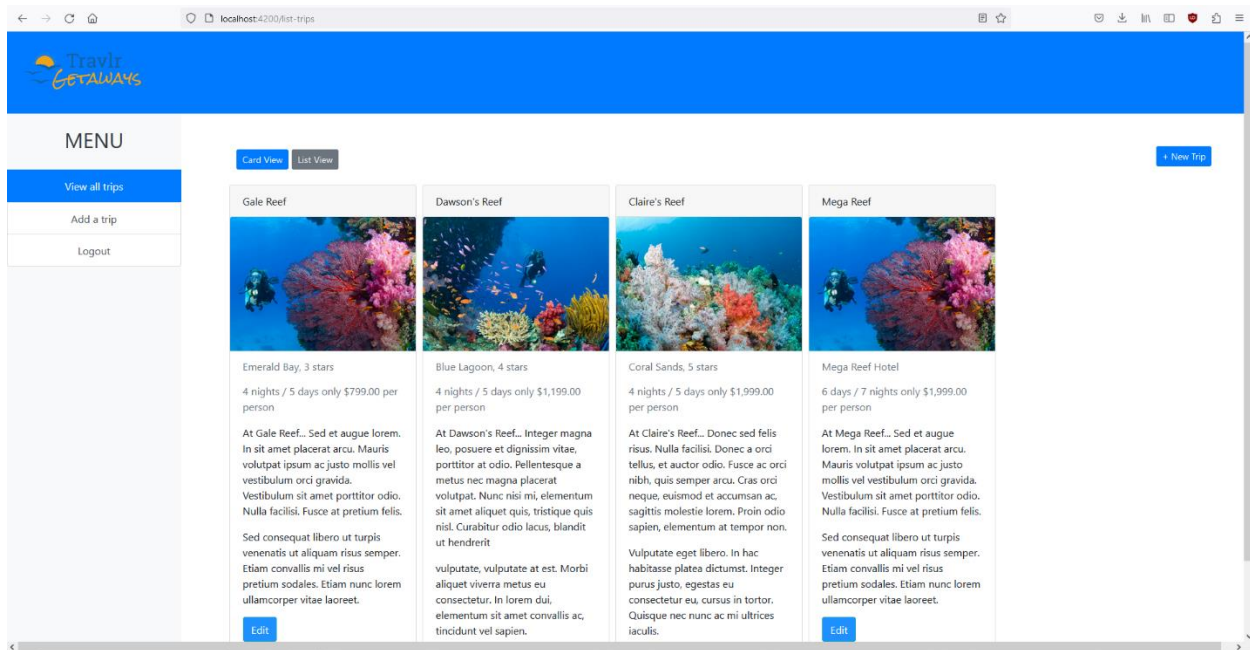 localhost:4200/list-trips
Travlr
GETAWAYS
MENU
View all trips
Add a trip
Logout
Card View
List View
+ New Trip
Gale Reef
Emerald Bay, 3 stars
4 nights / 5 days only $799.00 per
person
At Gale Reef... Sed et augue lorem.
In sit amet placerat arcu. Mauris
volutpat ipsum ac justo mollis vel
vestibulum orci gravida.
Vestibulum sit amet porttitor odio.
Nulla facilisi. Fusce at pretium felis.
Sed consequat libero ut turpis
venenatis ut aliquam risus semper.
Etiam convallis mi vel risus
pretium sodales. Etiam nunc lorem
ullamcorper vitae laoreet.
Edit
Dawson's Reef
Blue Lagoon, 4 stars
4 nights / 5 days only $1,199.00
per person
At Dawson's Reef... Integer magna
leo, posuere et dignissim vitae,
porttitor at odio. Pellentesque a
metus nec magna placerat
volutpat. Nunc nisi mi, elementum
sit amet aliquet quis, tristique quis
nisl. Curabitur odio lacus, blandit
ut hendrerit
vulputate, vulputate at est. Morbi
aliquet viverra metus eu
consectetur. In lorem dui,
elementum sit amet convallis ac,
tincidunt vel sapien.
Claire's Reef
Coral Sands, 5 stars
4 nights / 5 days only $1,999.00
per person
At Claire's Reef... Donec sed felis
risus. Nulla facilisi. Donec a orci
tellus, et auctor odio. Fusce ac orci
nibh, quis semper arcu. Cras orci
neque, euismod et accumsan ac,
sagittis molestie lorem. Proin odio
sapien, elementum at tempor non.
Vulputate eget libero. In hac
habitasse platea dictumst. Integer
purus justo, egestas eu
consectetur eu, cursus in tortor.
Quisque nec nunc ac mi ultrices
iaculis.
Mega Reef
Mega Reef Hotel
6 days / 7 nights only $1,999.00
per person
At Mega Reef... Sed et augue
lorem. In sit amet placerat arcu.
Mauris volutpat ipsum ac justo
mollis vel vestibulum orci gravida.
Vestibulum sit amet porttitor odio.
Nulla facilisi. Fusce at pretium felis.
Sed consequat libero ut turpis
venenatis ut aliquam risus semper.
Etiam convallis mi vel risus
pretium sodales. Etiam nunc lorem
ullamcorper vitae laoreet.
Edit